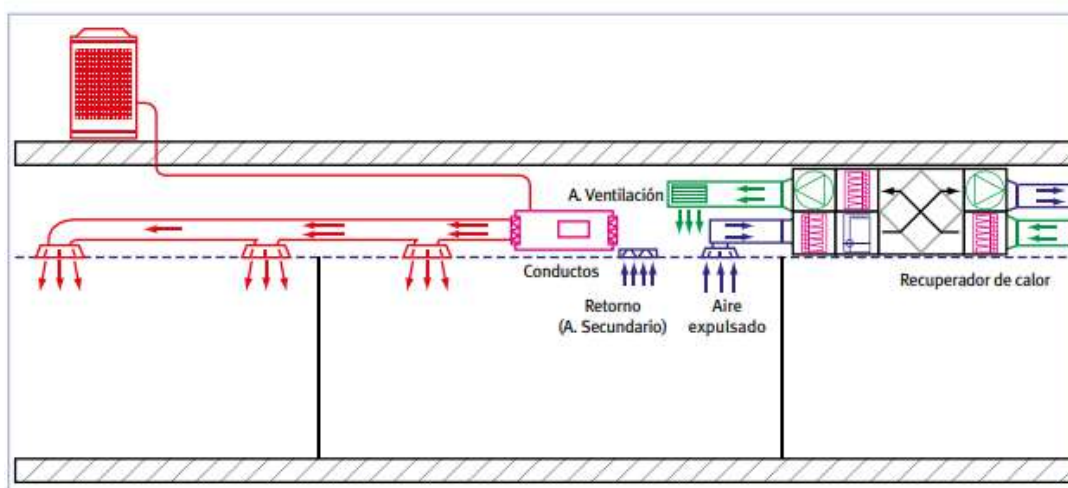 A. Ventilación
Conductos
Retorno
(A. Secundario)
Aire
expulsado
Recuperador de calor